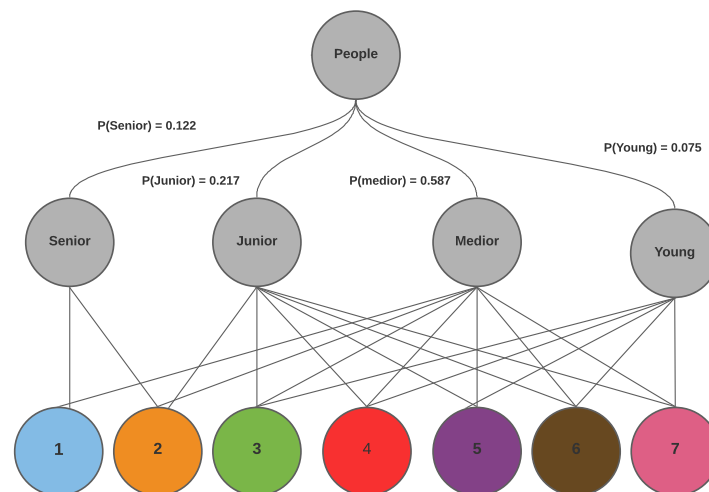 People
P(Senior) = 0.122
P(Young) = 0.075
P(Junior) = 0.217
P(medior) = 0.587
Senior
Junior
Medior
Young
1
2
3
4
5
6
7